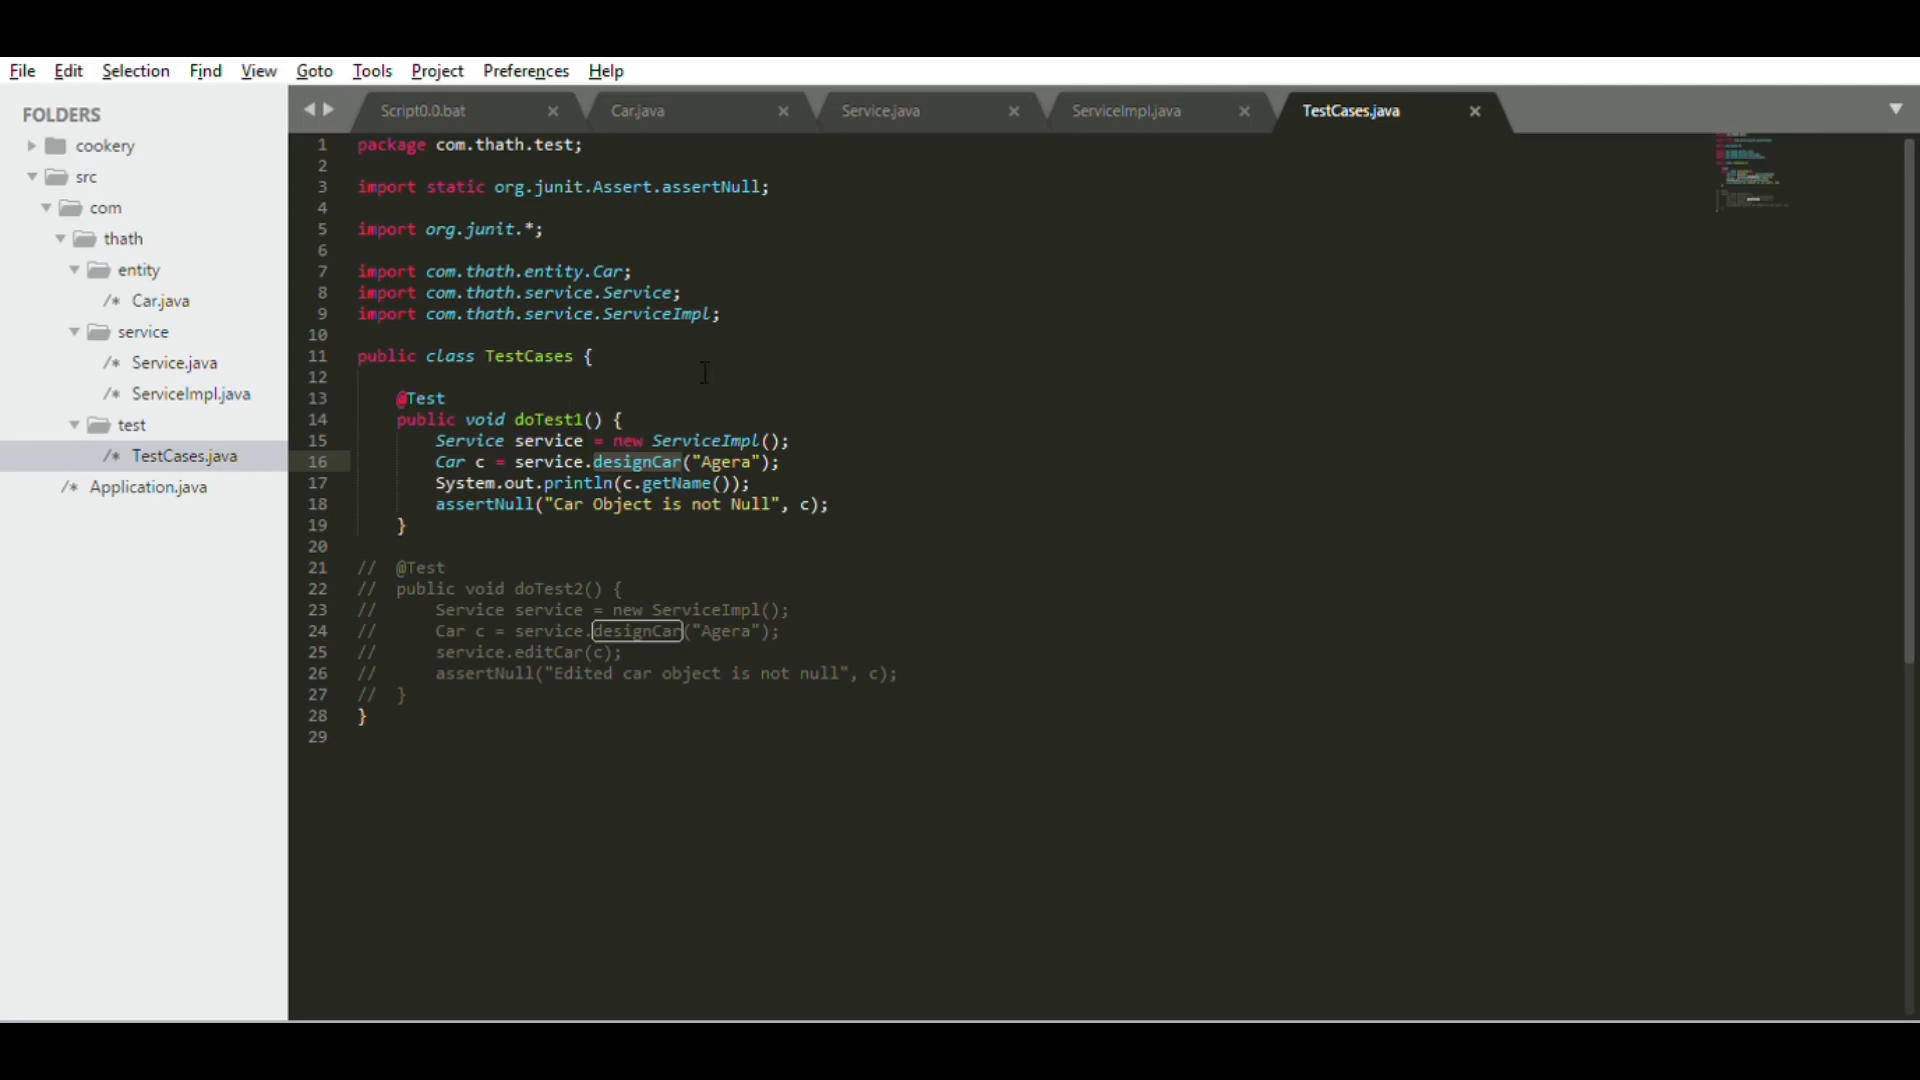 File Edit Selection Find View Goto Tools Project Preferences Help
FOLDERS
cookery
src
com
thath
entity
/* Car.java
service
/* Service.java
/* ServiceImpl.java
test
/* TestCases.java
/* Application.java
Script0.0.bat × Car.java × Service.java × ServiceImpl.java × TestCases.java ×
1 package com.thath.test;
2
3 import static org.junit.Assert.assertNull;
4
5 import org.junit.*;
6
7 import com.thath.entity.Car;
8 import com.thath.service.Service;
9 import com.thath.service.ServiceImpl;
10
11 public class TestCases {
12
13 @Test
14 public void doTest1() {
15 Service service = new ServiceImpl();
16 Car c = service.designCar("Agera");
17 System.out.println(c.getName());
18 assertNull("Car Object is not Null", c);
19 }
20
21 // @Test
22 // public void doTest2() {
23 // Service service = new ServiceImpl();
24 // Car c = service.designCar("Agera");
25 // service.editCar(c);
26 // assertNull("Edited car object is not null", c);
27 // }
28 }
29